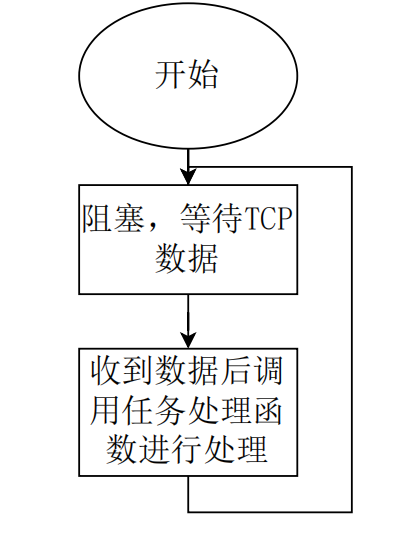 开始
阻塞，等待TCP
数据
收到数据后调
用任务处理函
数进行处理